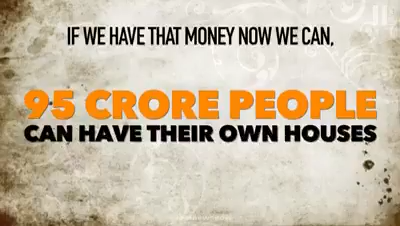 IF WE HAVE THAT MONEY NOW WE CAN,
95 CRORE PEOPLE
CAN HAVE THEIR OWN HOUSES